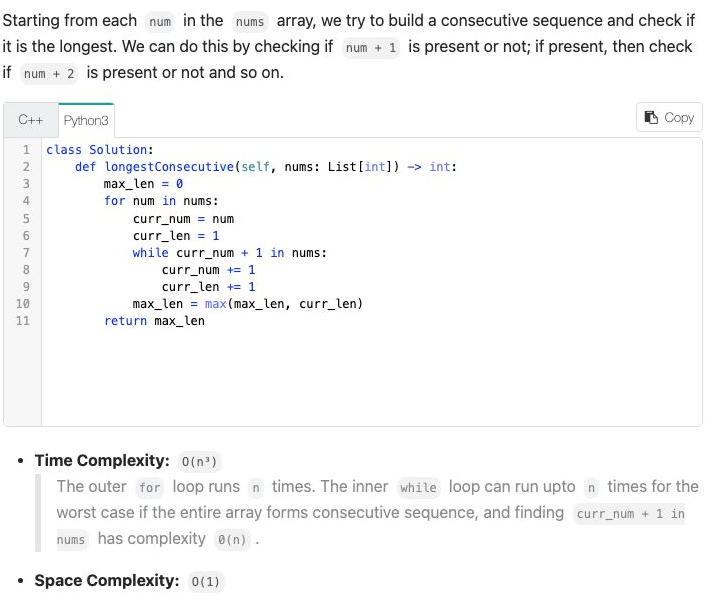 Starting from each num in the nums array, we try to build a consecutive sequence and check if
it is the longest. We can do this by checking if num + 1 is present or not; if present, then check
if num + 2 is present or not and so on.
C++ Python3 Copy
1 class Solution:
2 def longestConsecutive(self, nums: List[int]) -> int:
3 max_len = 0
4 for num in nums:
5 curr_num = num
6 curr_len = 1
7 while curr_num + 1 in nums:
8 curr_num += 1
9 curr_len += 1
10 max_len = max(max_len, curr_len)
11 return max_len
• Time Complexity: O(n³)
The outer for loop runs n times. The inner while loop can run upto n times for the
worst case if the entire array forms consecutive sequence, and finding curr_num + 1 in
nums has complexity O(n) .
• Space Complexity: O(1)